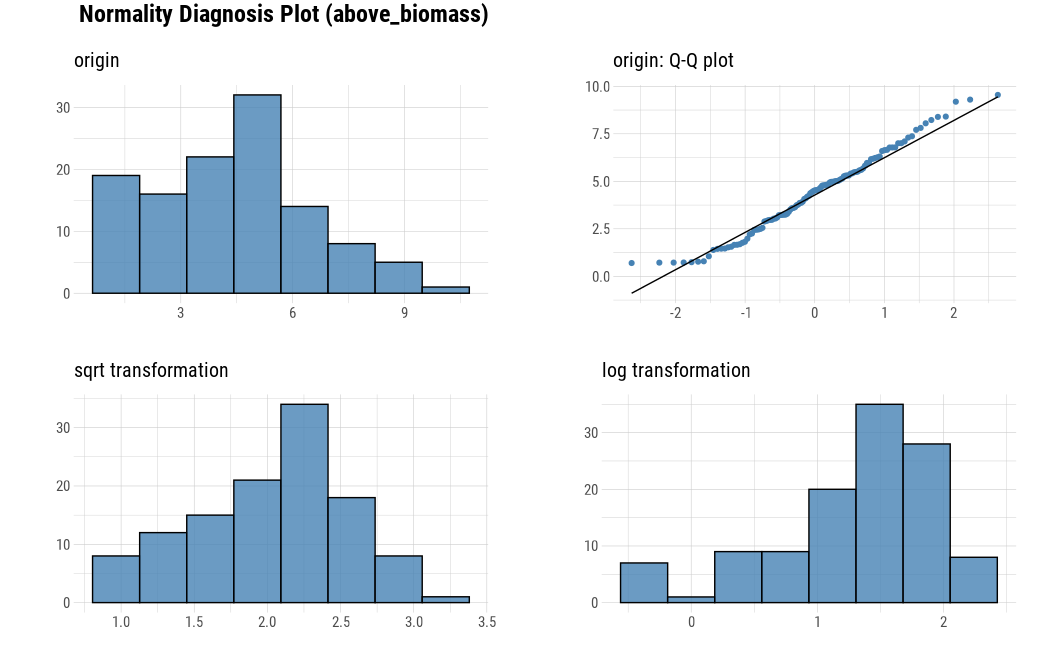 Normality Diagnosis Plot (above_biomass)
origin
30
20
10
0
3 6 9
origin: Q-Q plot
10.0
7.5
5.0
2.5
0.0
-2 -1 0 1 2
sqrt transformation
30
20
10
0
1.0 1.5 2.0 2.5 3.0 3.5
log transformation
30
20
10
0
0 1 2